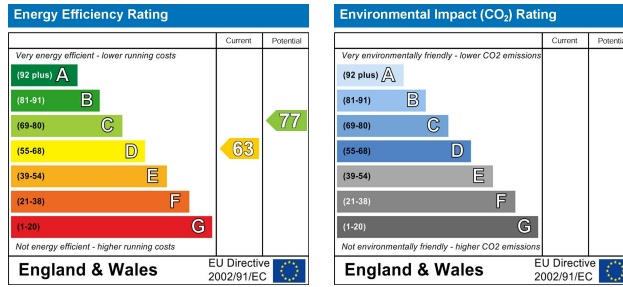 Energy Efficiency Rating
Current Potential
Very energy efficient - lower running costs
(92 plus) A
(81-91) B
(69-80) C
77
(55-68) D
63
(39-54) E
(21-38) F
(1-20) G
Not energy efficient - higher running costs
England & Wales
EU Directive
2002/91/EC
Environmental Impact (CO₂) Rating
Current Potential
Very environmentally friendly - lower CO2 emissions
(92 plus) A
(81-91) B
(69-80) C
(55-68) D
(39-54) E
(21-38) F
(1-20) G
Not environmentally friendly - higher CO2 emissions
England & Wales
EU Directive
2002/91/EC